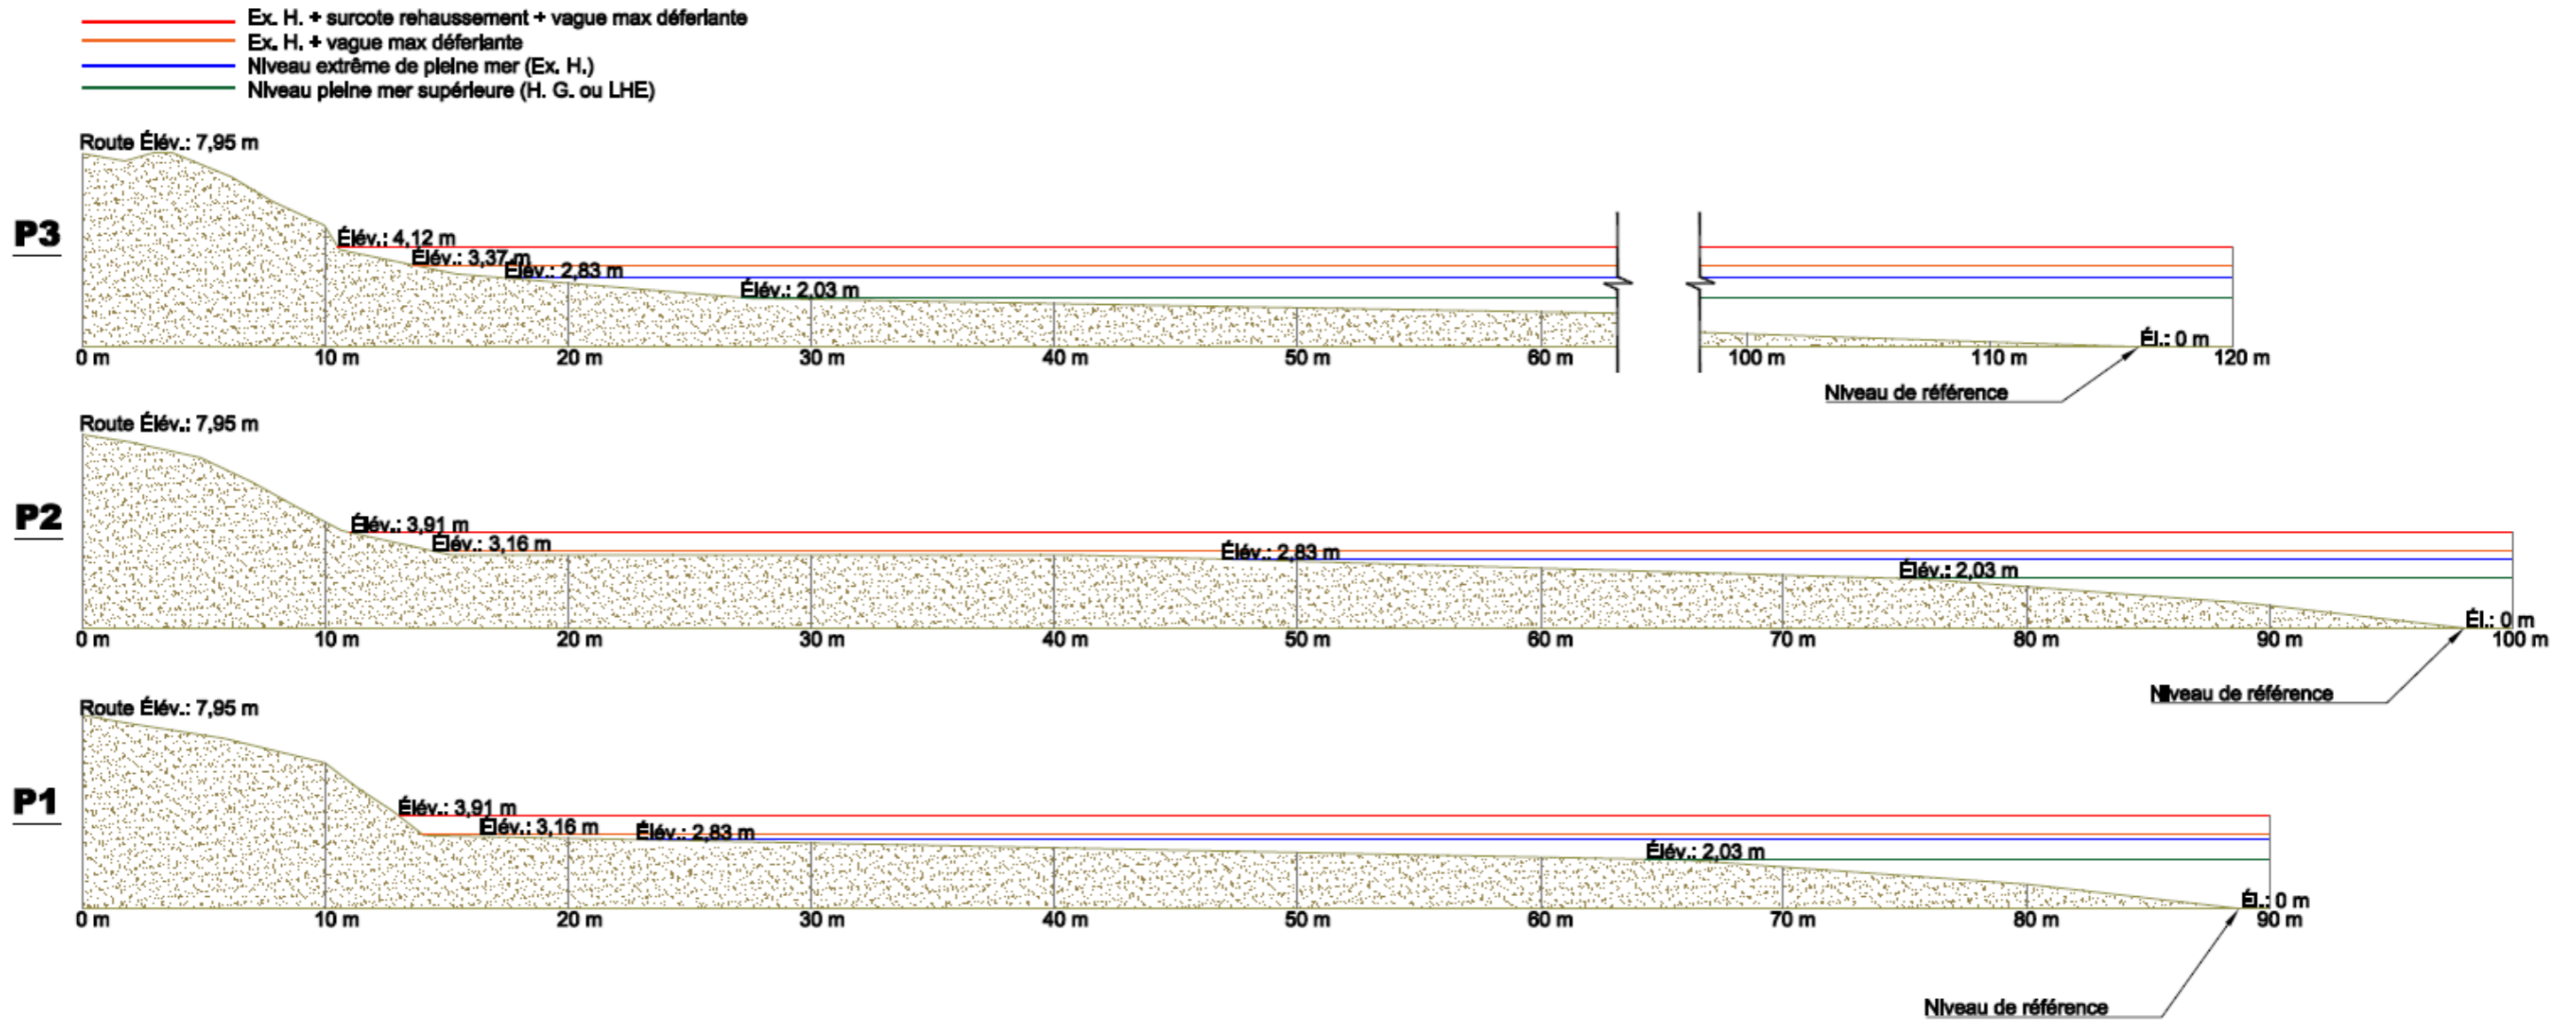 Ex. H. + surcote rehaussement + vague max déferlante
Ex. H. + vague max déferlante
Niveau extrême de pleine mer (Ex. H.)
Niveau pleine mer supérieure (H. G. ou LHE)
Route Élév.: 7,95 m
P3
Élév.: 4,12 m
Élév.: 3,37 m
Élév.: 2,83 m
Élév.: 2,03 m
Él.: 0 m
0 m 10 m 20 m 30 m 40 m 50 m 60 m 100 m 110 m 120 m
Niveau de référence
Route Élév.: 7,95 m
P2
Élév.: 3,91 m
Élév.: 3,16 m
Élév.: 2,83 m
Élév.: 2,03 m
Él.: 0 m
0 m 10 m 20 m 30 m 40 m 50 m 60 m 70 m 80 m 90 m 100 m
Niveau de référence
Route Élév.: 7,95 m
P1
Élév.: 3,91 m
Élév.: 3,16 m
Élév.: 2,83 m
Élév.: 2,03 m
Él.: 0 m
0 m 10 m 20 m 30 m 40 m 50 m 60 m 70 m 80 m 90 m
Niveau de référence